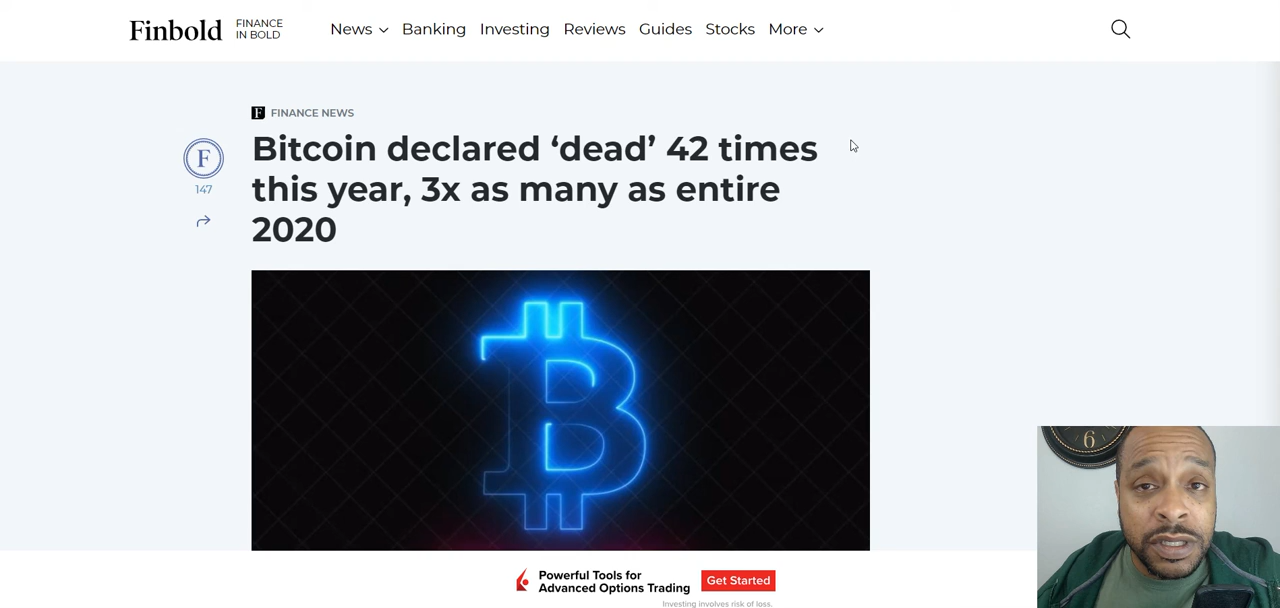 Finbold
FINANCE
IN BOLD
News Banking Investing Reviews Guides Stocks More
F FINANCE NEWS
Bitcoin declared ‘dead’ 42 times
this year, 3x as many as entire
2020
F
147
6
Powerful Tools for
Advanced Options Trading
Get Started
Investing involves risk of loss.